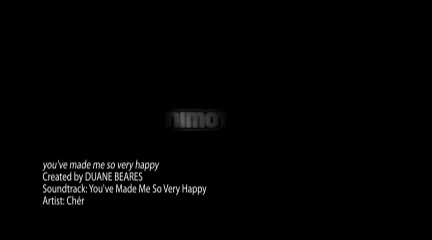 you've made me so very happy
Created by DUANE BEARES
Soundtrack: You've Made Me So Very Happy
Artist: Chér